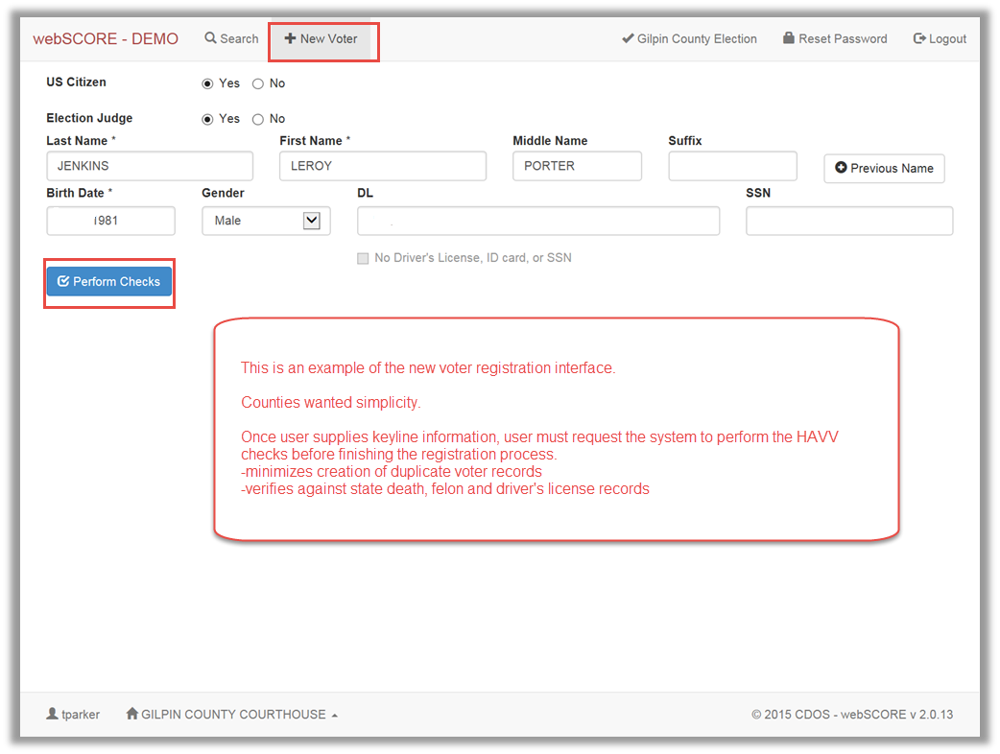 webSCORE - DEMO Search New Voter Gilpin County Election Reset Password Logout
US Citizen Yes No
Election Judge Yes No
Last Name * First Name * Middle Name Suffix
JENKINS LEROY PORTER Previous Name
Birth Date * Gender DL SSN
1981 Male
No Driver's License, ID card, or SSN
Perform Checks
This is an example of the new voter registration interface.
Counties wanted simplicity.
Once user supplies keyline information, user must request the system to perform the HAVV
checks before finishing the registration process.
-minimizes creation of duplicate voter records
-verifies against state death, felon and driver's license records
tparker GILPIN COUNTY COURTHOUSE © 2015 CDOS - webSCORE v 2.0.13